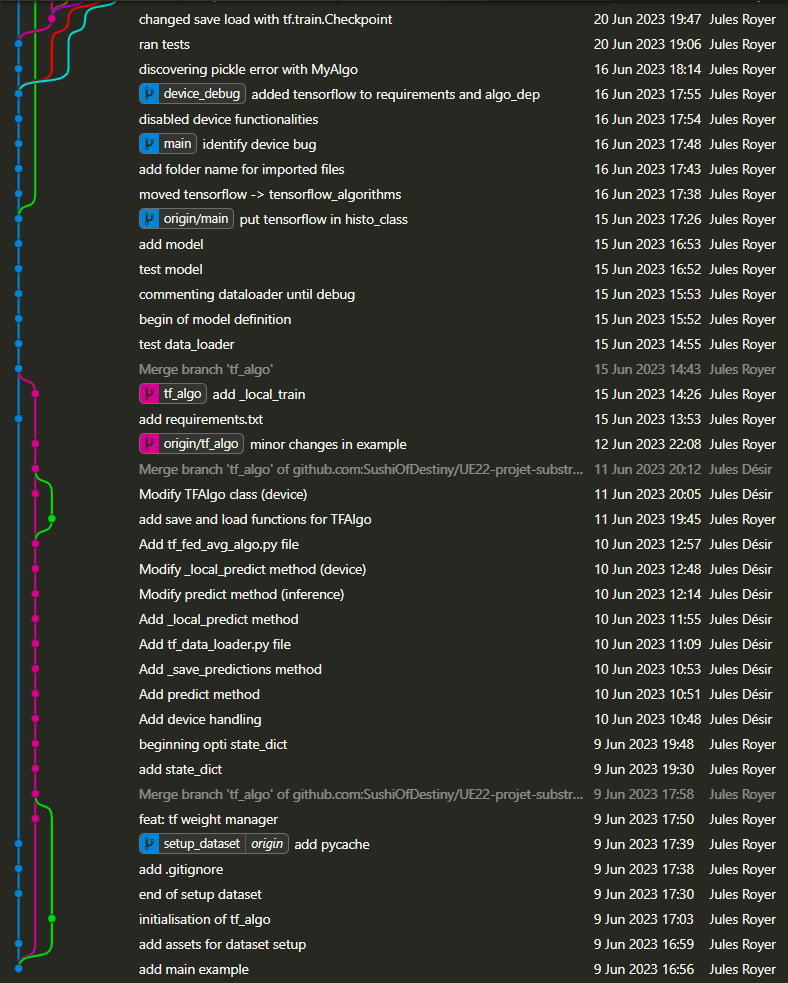 changed save load with tf.train.Checkpoint 20 Jun 2023 19:47 Jules Royer
ran tests 20 Jun 2023 19:06 Jules Royer
discovering pickle error with MyAlgo 16 Jun 2023 18:14 Jules Royer
device_debug added tensorflow to requirements and algo_dep 16 Jun 2023 17:55 Jules Royer
disabled device functionalities 16 Jun 2023 17:54 Jules Royer
main identify device bug 16 Jun 2023 17:48 Jules Royer
add folder name for imported files 16 Jun 2023 17:43 Jules Royer
moved tensorflow -> tensorflow_algorithms 16 Jun 2023 17:38 Jules Royer
origin/main put tensorflow in histo_class 15 Jun 2023 17:26 Jules Royer
add model 15 Jun 2023 16:53 Jules Royer
test model 15 Jun 2023 16:52 Jules Royer
commenting dataloader until debug 15 Jun 2023 15:53 Jules Royer
begin of model definition 15 Jun 2023 15:52 Jules Royer
test data_loader 15 Jun 2023 14:55 Jules Royer
Merge branch 'tf_algo' 15 Jun 2023 14:43 Jules Royer
tf_algo add _local_train 15 Jun 2023 14:26 Jules Royer
add requirements.txt 15 Jun 2023 13:53 Jules Royer
origin/tf_algo minor changes in example 12 Jun 2023 22:08 Jules Royer
Merge branch 'tf_algo' of github.com:SushiOfDestiny/UE22-projet-substr... 11 Jun 2023 20:12 Jules Désir
Modify TFAlgo class (device) 11 Jun 2023 20:05 Jules Désir
add save and load functions for TFAlgo 11 Jun 2023 19:45 Jules Royer
Add tf_fed_avg_algo.py file 10 Jun 2023 12:57 Jules Désir
Modify _local_predict method (device) 10 Jun 2023 12:48 Jules Désir
Modify predict method (inference) 10 Jun 2023 12:14 Jules Désir
Add _local_predict method 10 Jun 2023 11:55 Jules Désir
Add tf_data_loader.py file 10 Jun 2023 11:09 Jules Désir
Add _save_predictions method 10 Jun 2023 10:53 Jules Désir
Add predict method 10 Jun 2023 10:51 Jules Désir
Add device handling 10 Jun 2023 10:48 Jules Désir
beginning opti state_dict 9 Jun 2023 19:48 Jules Royer
add state_dict 9 Jun 2023 19:30 Jules Royer
Merge branch 'tf_algo' of github.com:SushiOfDestiny/UE22-projet-substr... 9 Jun 2023 17:58 Jules Royer
feat: tf weight manager 9 Jun 2023 17:50 Jules Royer
setup_dataset origin add pycache 9 Jun 2023 17:39 Jules Royer
add .gitignore 9 Jun 2023 17:38 Jules Royer
end of setup dataset 9 Jun 2023 17:30 Jules Royer
initialisation of tf_algo 9 Jun 2023 17:03 Jules Royer
add assets for dataset setup 9 Jun 2023 16:59 Jules Royer
add main example 9 Jun 2023 16:56 Jules Royer